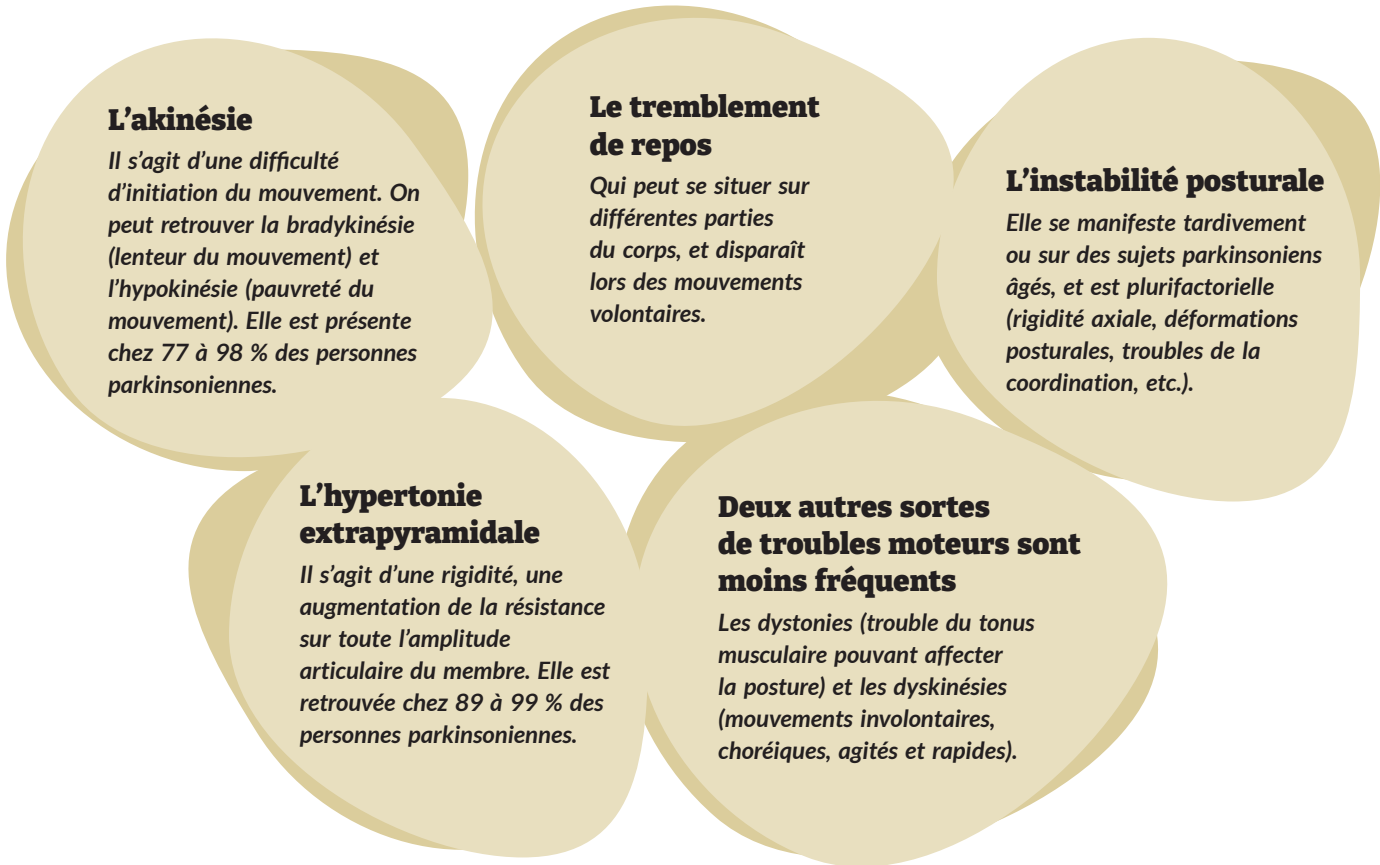 L’akinésie
Il s’agit d’une difficulté
d’initiation du mouvement. On
peut retrouver la bradykinésie
(lenteur du mouvement) et
l’hypokinésie (pauvreté du
mouvement). Elle est présente
chez 77 à 98 % des personnes
parkinsoniennes.
Le tremblement
de repos
Qui peut se situer sur
différentes parties
du corps, et disparaît
lors des mouvements
volontaires.
L’instabilité posturale
Elle se manifeste tardivement
ou sur des sujets parkinsoniens
âgés, et est plurifactorielle
(rigidité axiale, déformations
posturales, troubles de la
coordination, etc.).
L’hypertonie
extrapyramidale
Il s’agit d’une rigidité, une
augmentation de la résistance
sur toute l’amplitude
articulaire du membre. Elle est
retrouvée chez 89 à 99 % des
personnes parkinsoniennes.
Deux autres sortes
de troubles moteurs sont
moins fréquents
Les dystonies (trouble du tonus
musculaire pouvant affecter
la posture) et les dyskinésies
(mouvements involontaires,
choréiques, agités et rapides).